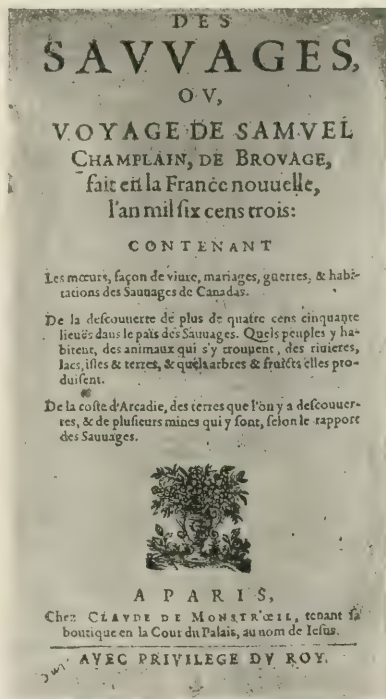 DES
SAVVAGES,
OV,
VOYAGE DE SAMVEL
CHAMPLAIN, DE BROVAGE,
fait en la France nouuelle,
l'an mil six cens trois:
CONTENANT
Les mœurs, façon de viure, mariages, guerres, & habi-
tations des Sauuages de Canadas.
De la descouuerte de plus de quatre cens cinquante
lieuës dans le païs des Sauuages. Quels peuples y ha-
bitent, des animaux qui s'y trouuent, des riuieres,
lacs, isles & terres, & quels arbres & fruicts elles pro-
duisent.
De la coste d'Arcadie, des terres que l'on y a descouuer-
tes, & de plusieurs mines qui y sont, selon le rapport
des Sauuages.
A PARIS,
Chez CLAVDE DE MONSTR'ŒIL, tenant sa
boutique en la Cour du Palais, au nom de Iesus.
AVEC PRIVILEGE DV ROY.